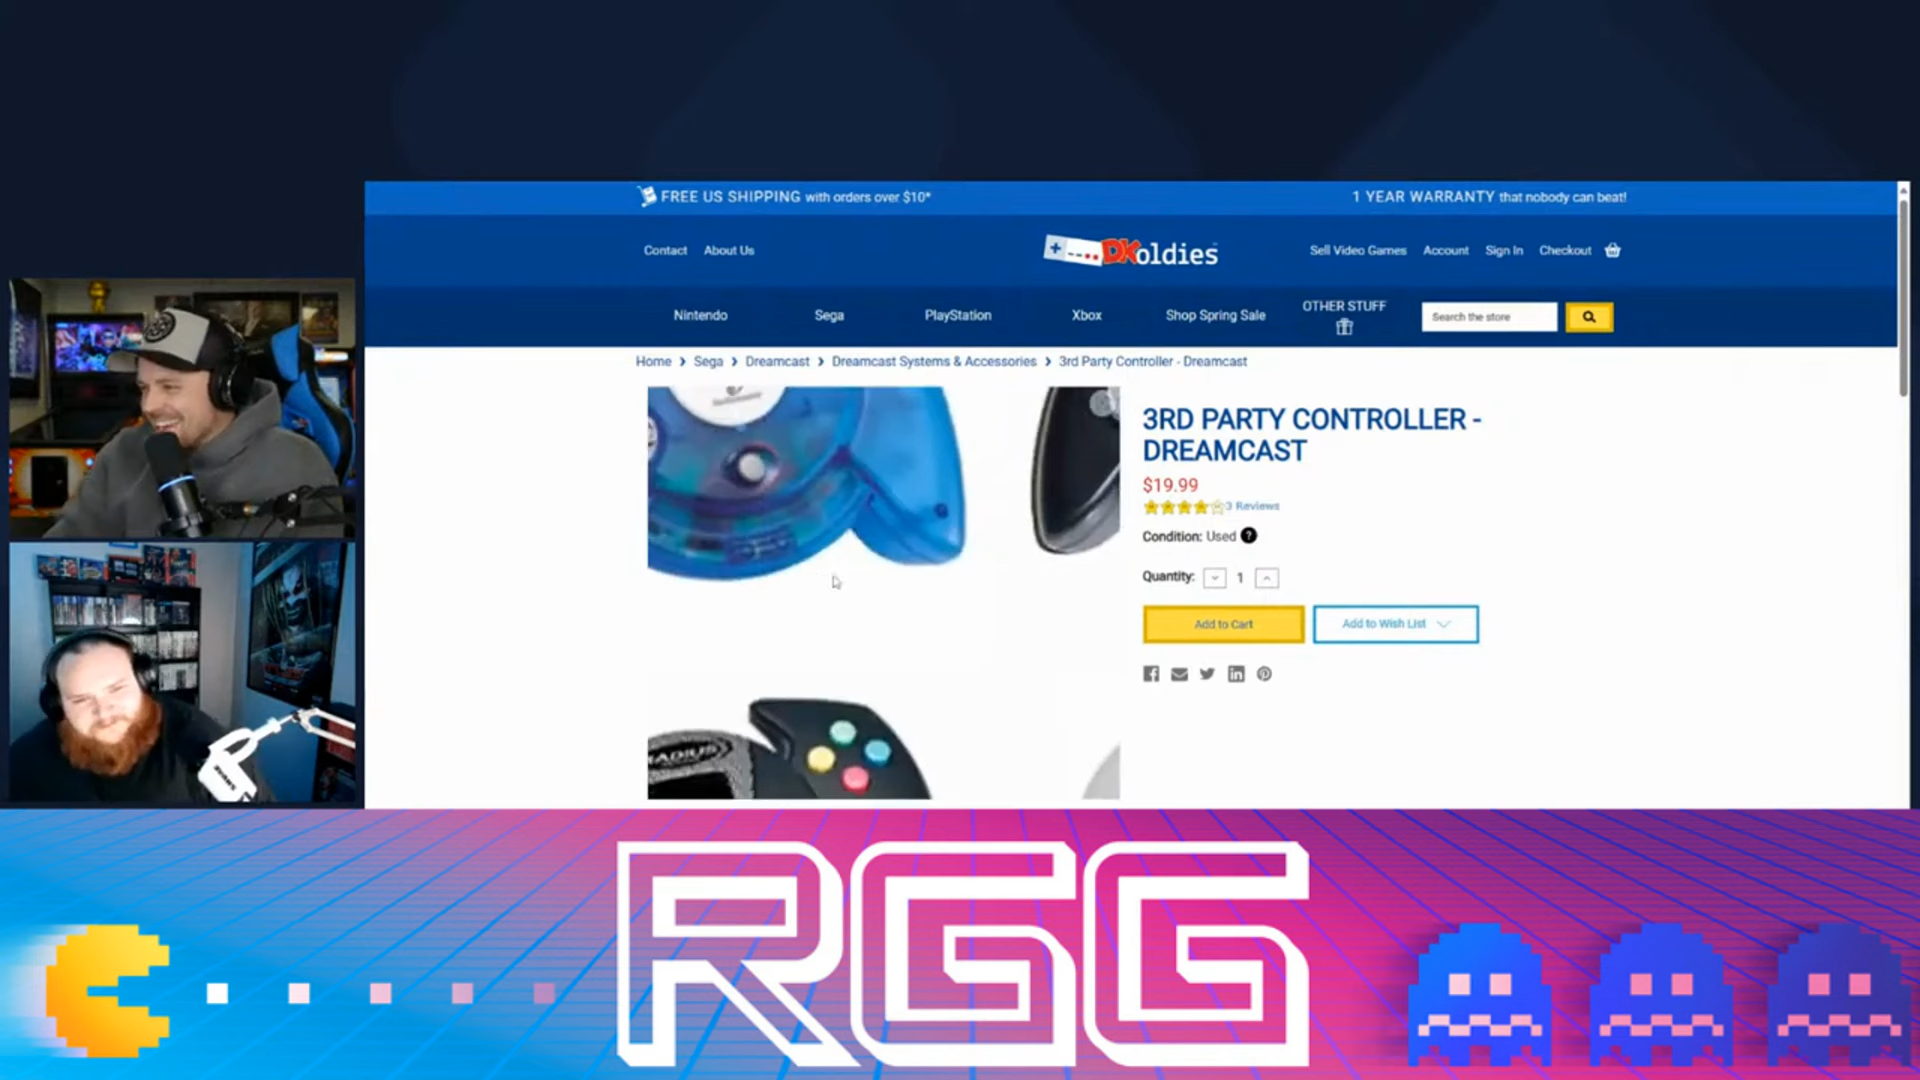 FREE US SHIPPING with orders over $10*
1 YEAR WARRANTY that nobody can beat!
Contact
About Us
DKoldies
Sell Video Games
Account
Sign In
Checkout
Nintendo
Sega
PlayStation
Xbox
Shop Spring Sale
OTHER STUFF
Search the store
Home > Sega > Dreamcast > Dreamcast Systems & Accessories > 3rd Party Controller - Dreamcast
3RD PARTY CONTROLLER -
DREAMCAST
$19.99
3 Reviews
Condition: Used ?
Quantity: 1
Add to Cart
Add to Wish List
RGG